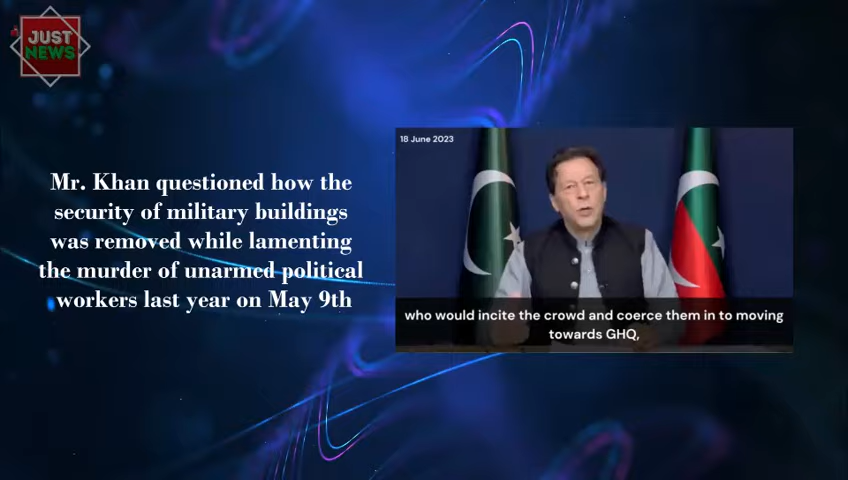 JUST
NEWS
Mr. Khan questioned how the
security of military buildings
was removed while lamenting
the murder of unarmed political
workers last year on May 9th
18 June 2023
who would incite the crowd and coerce them in to moving
towards GHQ,